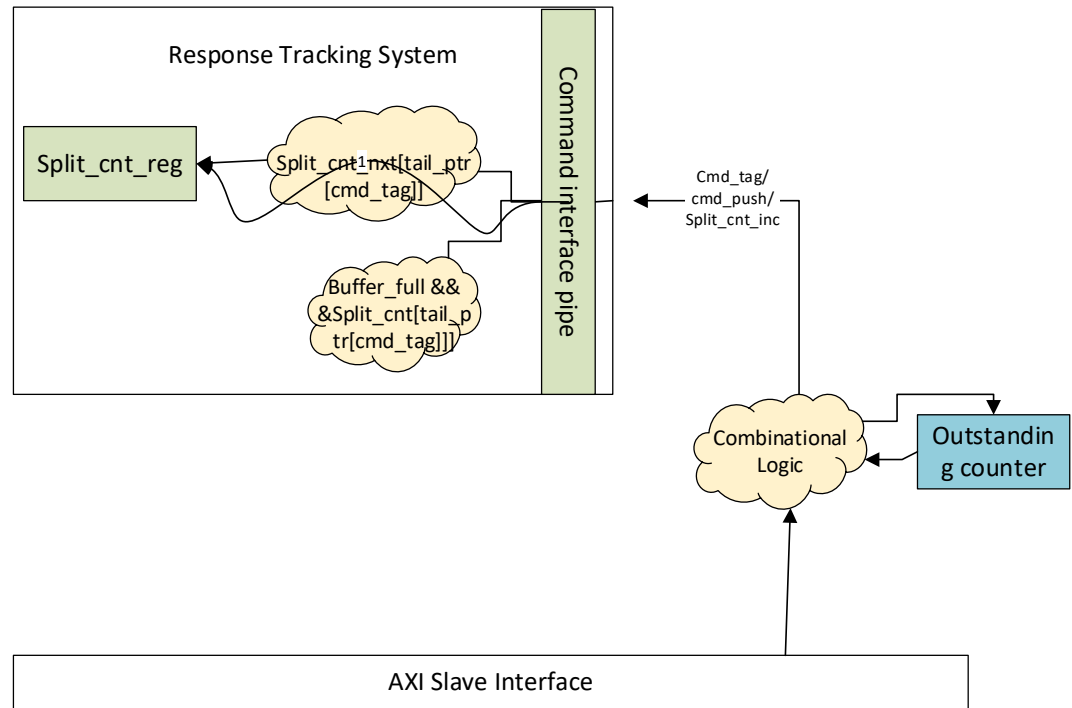 Response Tracking System
Split_cnt_reg
Split_cnt_nxt[tail_ptr
[cmd_tag]]
1
Buffer_full &&
&Split_cnt[tail_p
tr[cmd_tag]]]
Command interface pipe
Cmd_tag/
cmd_push/
Split_cnt_inc
Combinational
Logic
Outstandin
g counter
AXI Slave Interface